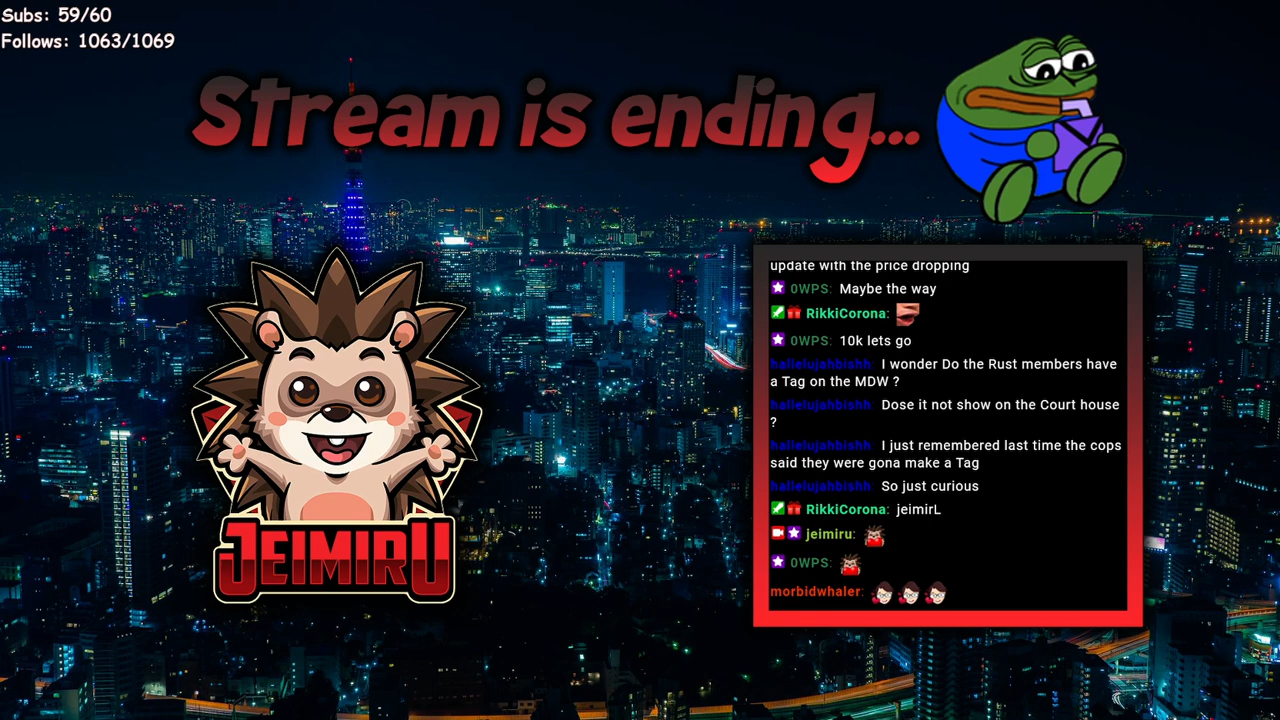 Subs: 59/60
Follows: 1063/1069
Stream is ending...
JEIMIRU
update with the price dropping
0WPS: Maybe the way
RikkiCorona:
0WPS: 10k lets go
hallelujahbishh: I wonder Do the Rust members have
a Tag on the MDW ?
hallelujahbishh: Dose it not show on the Court house
?
hallelujahbishh: I just remembered last time the cops
said they were gona make a Tag
hallelujahbishh: So just curious
RikkiCorona: jeimirL
jeimiru:
0WPS:
morbidwhaler: